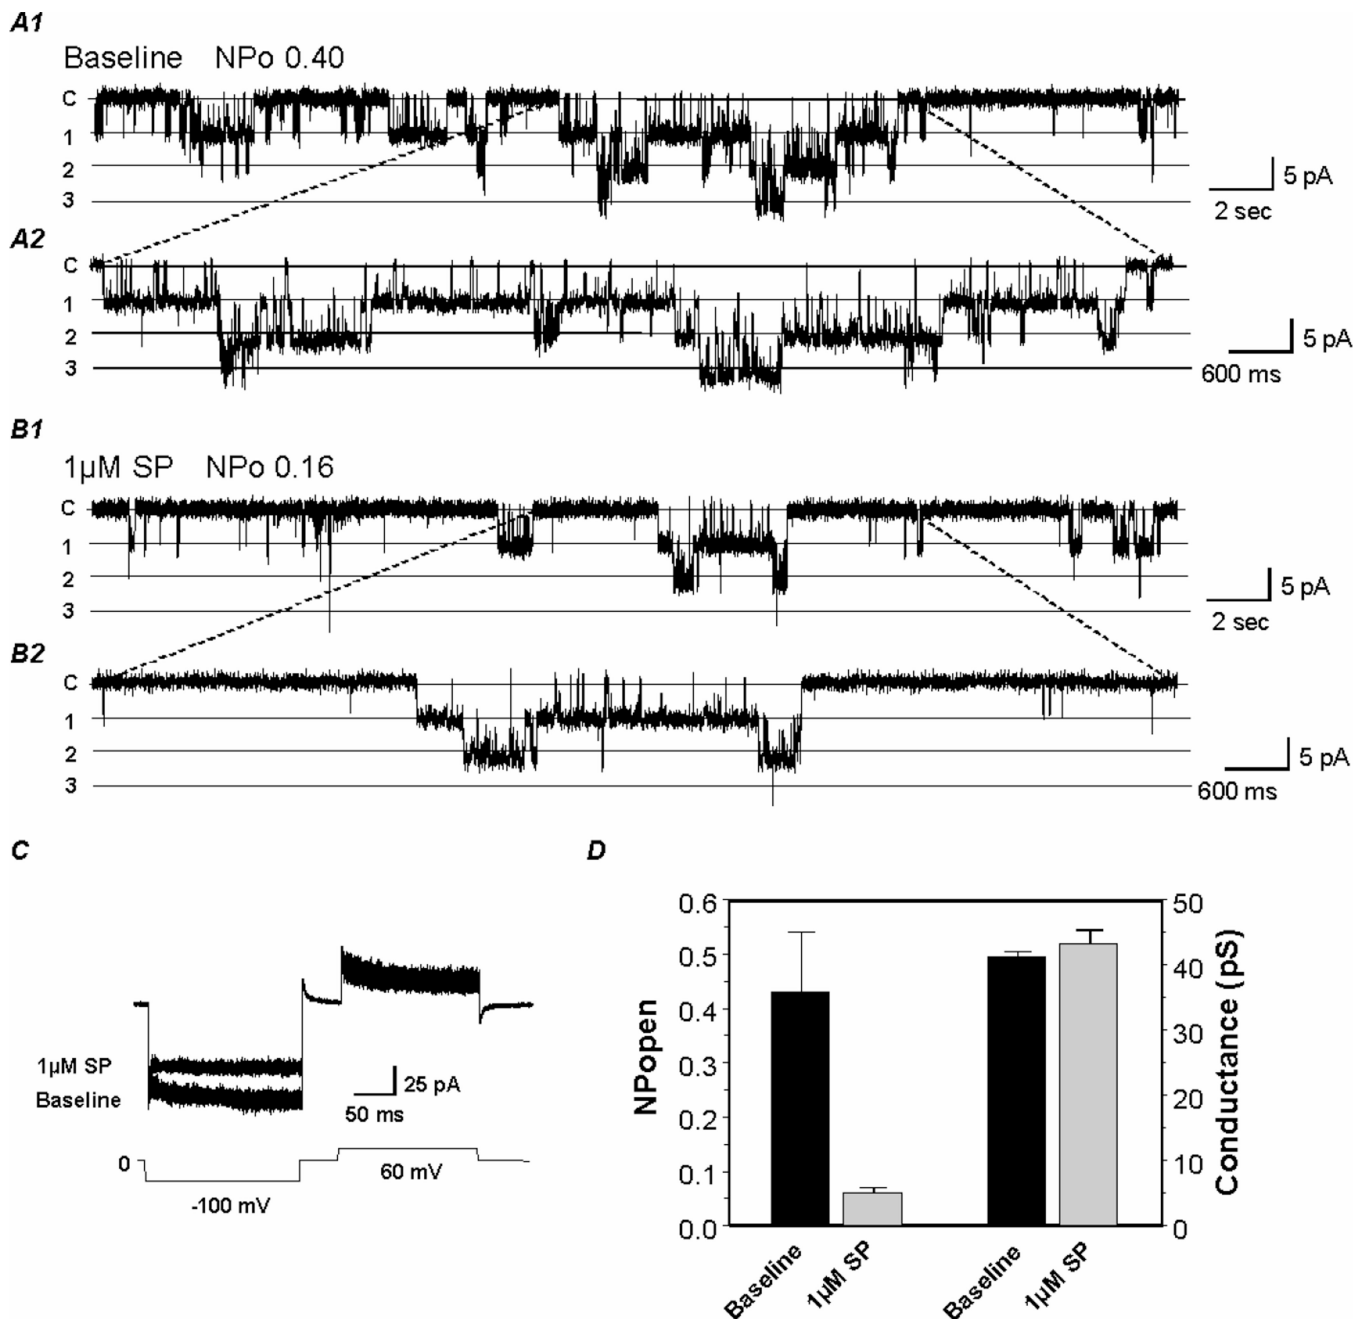 A1
Baseline NPo 0.40
C
1
2
3
5 pA
2 sec
A2
C
1
2
3
5 pA
600 ms
B1
1µM SP NPo 0.16
C
1
2
3
5 pA
2 sec
B2
C
1
2
3
5 pA
600 ms
C
1µM SP
Baseline
25 pA
50 ms
0
60 mV
-100 mV
D
NPopen
0.6
0.5
0.4
0.3
0.2
0.1
0.0
50
40
30
20
10
0
Conductance (pS)
Baseline
1µM SP
Baseline
1µM SP